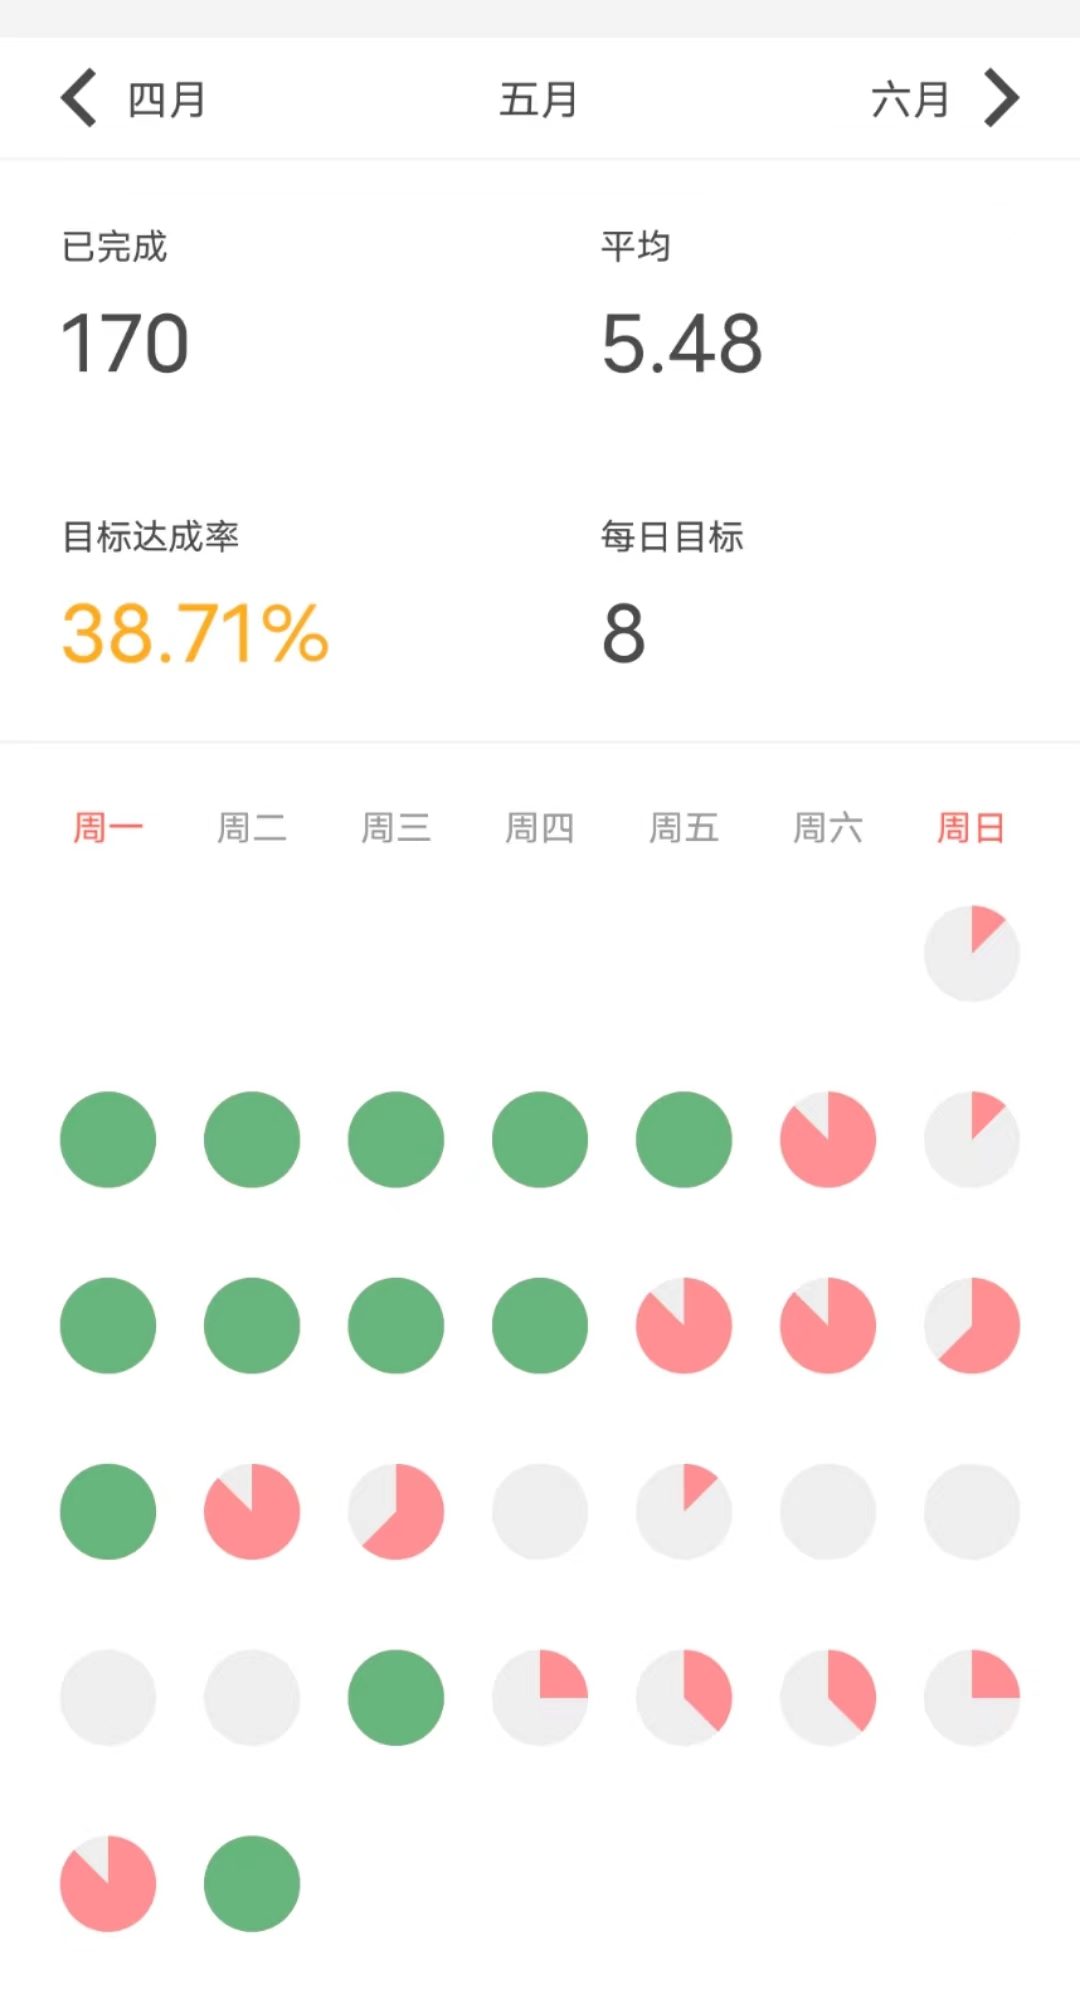 四月 五月 六月
已完成 平均
170 5.48
目标达成率 每日目标
38.71% 8
周一 周二 周三 周四 周五 周六 周日